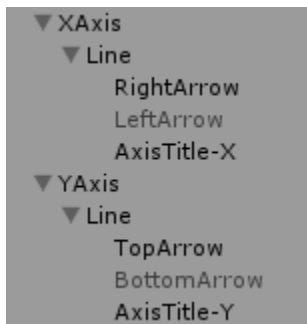 XAxis
Line
RightArrow
LeftArrow
AxisTitle-X
YAxis
Line
TopArrow
BottomArrow
AxisTitle-Y